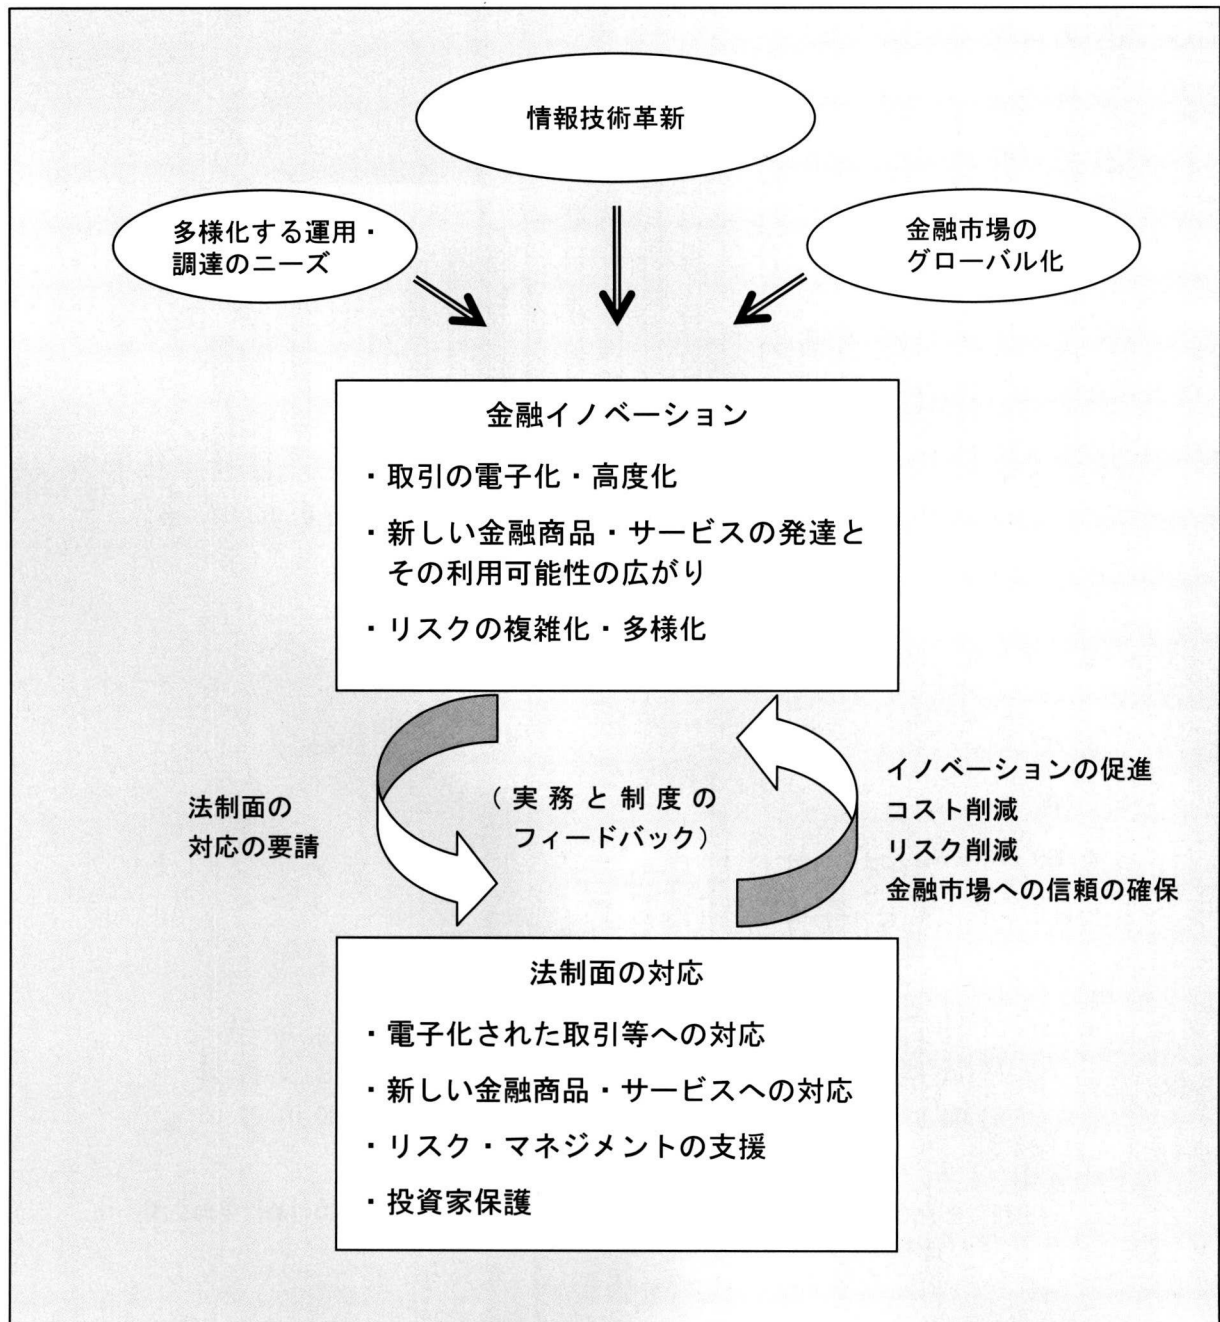 情報技術革新
多様化する運用・
調達のニーズ
金融市場の
グローバル化
金融イノベーション
・取引の電子化・高度化
・新しい金融商品・サービスの発達と
その利用可能性の広がり
・リスクの複雑化・多様化
法制面の
対応の要請
（実務と制度の
フィードバック）
イノベーションの促進
コスト削減
リスク削減
金融市場への信頼の確保
法制面の対応
・電子化された取引等への対応
・新しい金融商品・サービスへの対応
・リスク・マネジメントの支援
・投資家保護